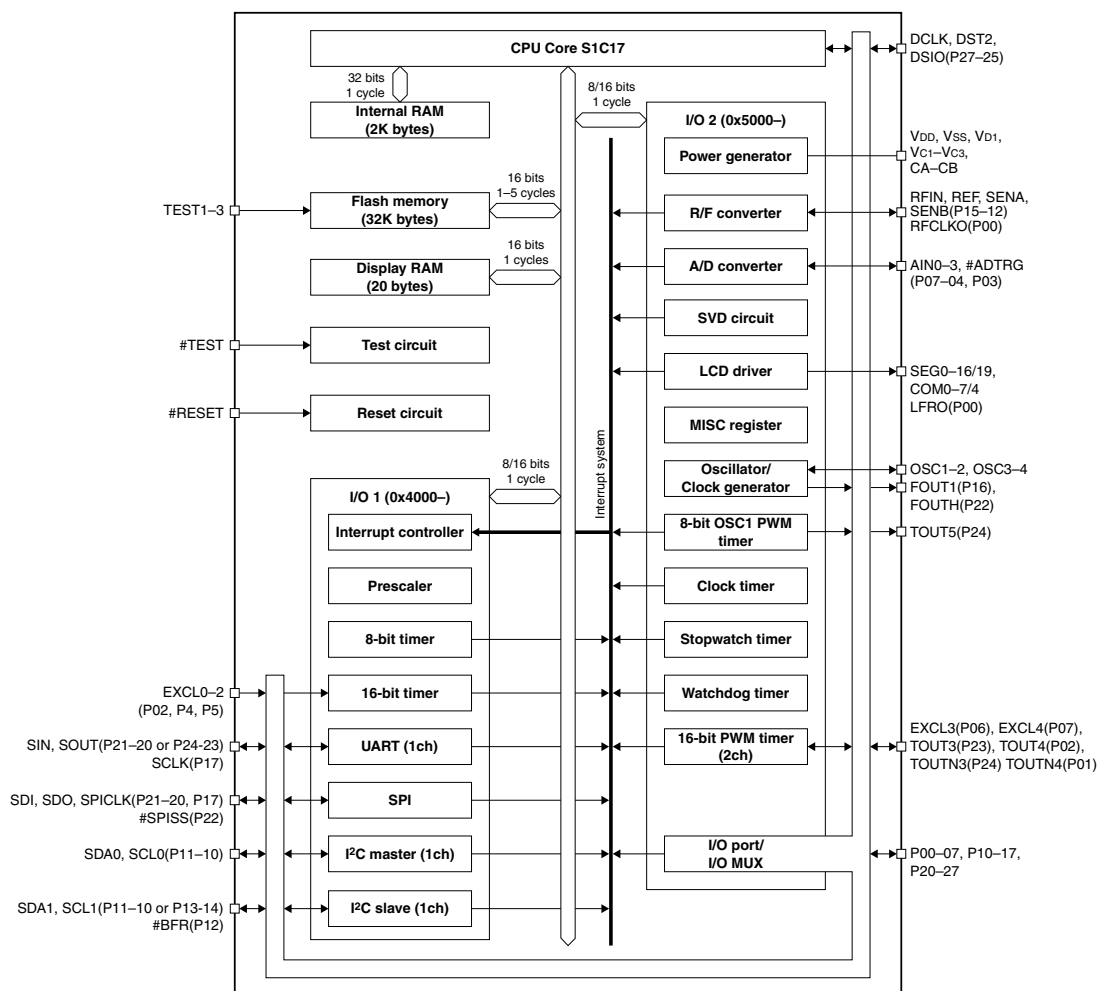 CPU Core S1C17
DCLK, DST2,
DSIO(P27–25)
32 bits
1 cycle
8/16 bits
1 cycle
Internal RAM
(2K bytes)
I/O 2 (0x5000–)
Power generator
VDD, VSS, VD1,
VC1–VC3,
CA–CB
16 bits
1–5 cycles
TEST1–3
Flash memory
(32K bytes)
R/F converter
RFIN, REF, SENA,
SENB(P15–12)
RFCLKO(P00)
16 bits
1 cycles
Display RAM
(20 bytes)
A/D converter
AIN0–3, #ADTRG
(P07–04, P03)
SVD circuit
#TEST
Test circuit
LCD driver
SEG0–16/19,
COM0–7/4
LFRO(P00)
#RESET
Reset circuit
MISC register
Interrupt system
8/16 bits
1 cycle
Oscillator/
Clock generator
OSC1–2, OSC3–4
FOUT1(P16),
FOUTH(P22)
I/O 1 (0x4000–)
Interrupt controller
8-bit OSC1 PWM
timer
TOUT5(P24)
Prescaler
Clock timer
8-bit timer
Stopwatch timer
EXCL0–2
(P02, P4, P5)
16-bit timer
Watchdog timer
SIN, SOUT(P21–20 or P24-23)
SCLK(P17)
UART (1ch)
16-bit PWM timer
(2ch)
EXCL3(P06), EXCL4(P07),
TOUT3(P23), TOUT4(P02),
TOUTN3(P24) TOUTN4(P01)
SDI, SDO, SPICLK(P21–20, P17)
#SPISS(P22)
SPI
SDA0, SCL0(P11–10)
I2C master (1ch)
I/O port/
I/O MUX
P00–07, P10–17,
P20–27
SDA1, SCL1(P11–10 or P13-14)
#BFR(P12)
I2C slave (1ch)